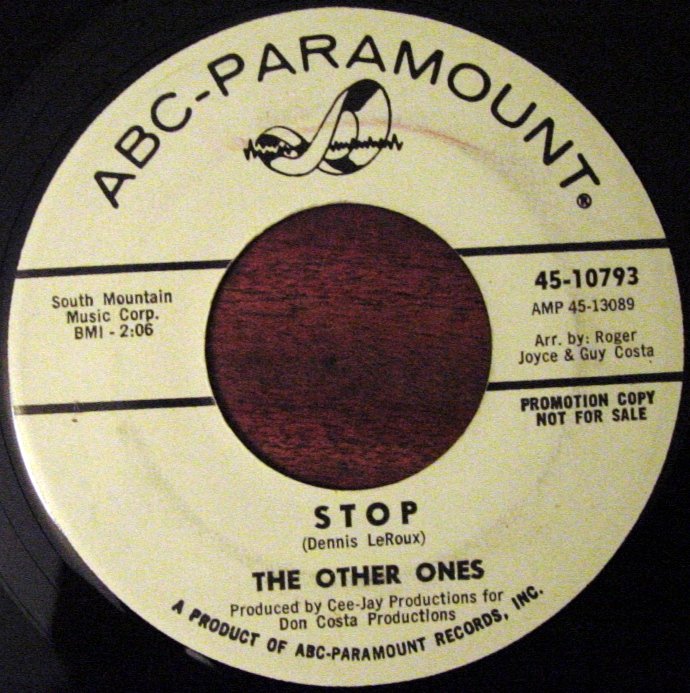 ABC-PARAMOUNT®
South Mountain
Music Corp.
BMI - 2:06
45-10793
AMP 45-13089
Arr. by: Roger
Joyce & Guy Costa
PROMOTION COPY
NOT FOR SALE
STOP
(Dennis LeRoux)
THE OTHER ONES
Produced by Cee-Jay Productions for
Don Costa Productions
A PRODUCT OF ABC-PARAMOUNT RECORDS, INC.